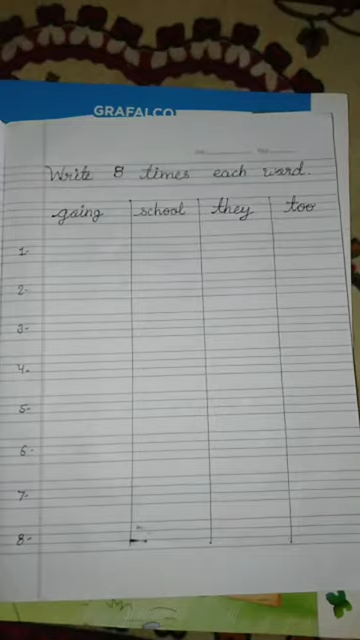 GRAFALCO
Write 8 times each word.
going school they too
1-
2-
3-
4-
5-
6-
7-
8-